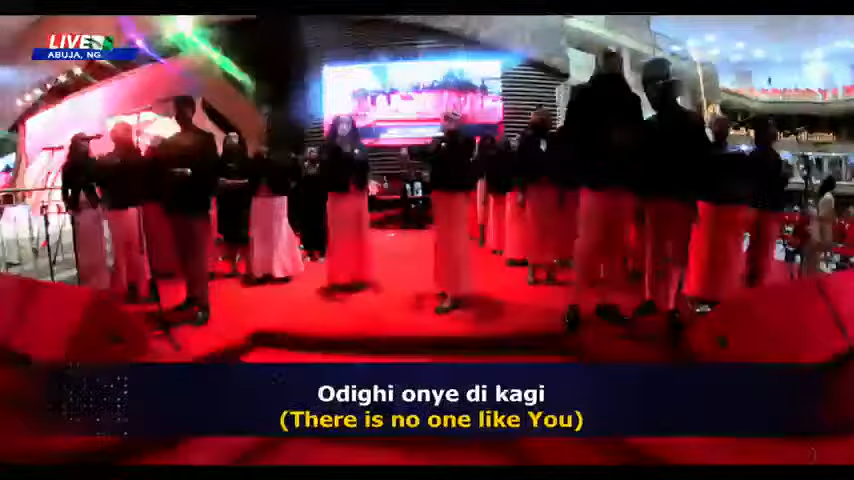 LIVE
ABUJA, NG
Odighi onye di kagi
(There is no one like You)